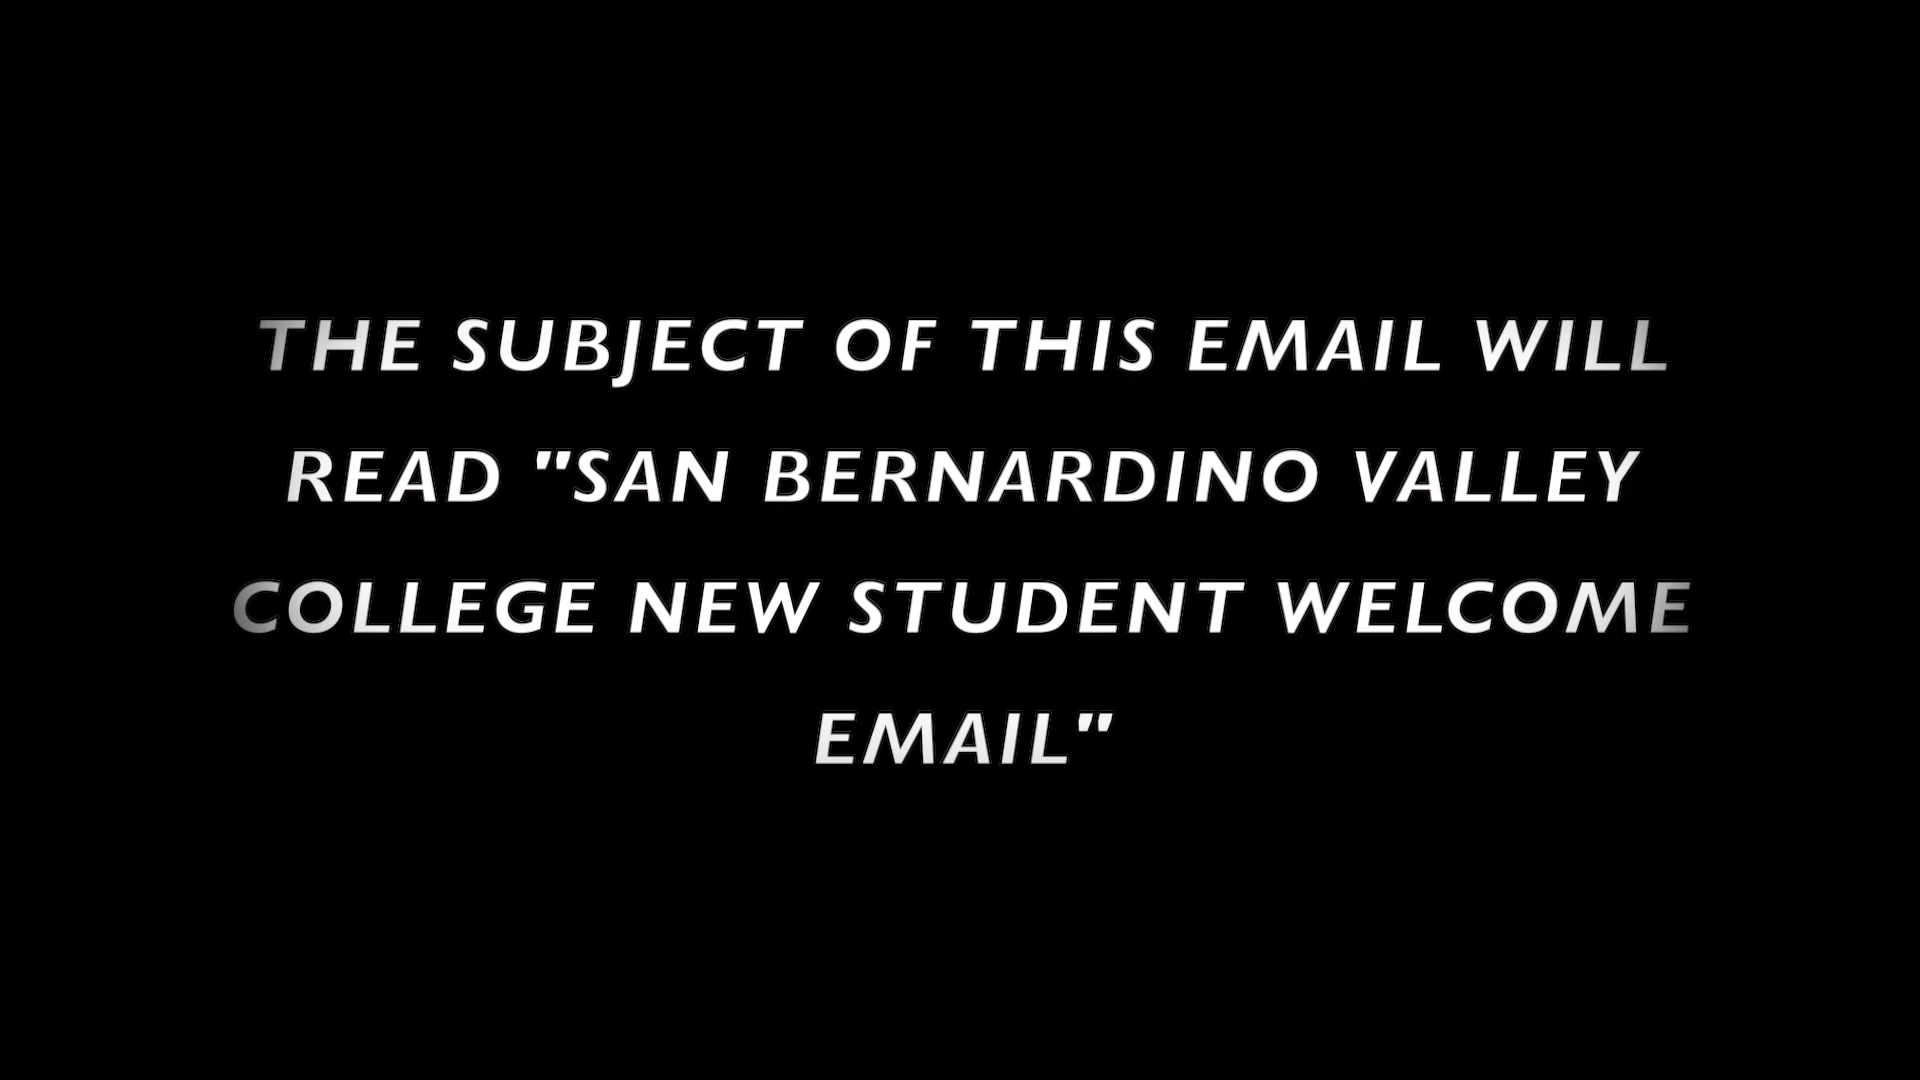 THE SUBJECT OF THIS EMAIL WILL
READ "SAN BERNARDINO VALLEY
COLLEGE NEW STUDENT WELCOME
EMAIL"